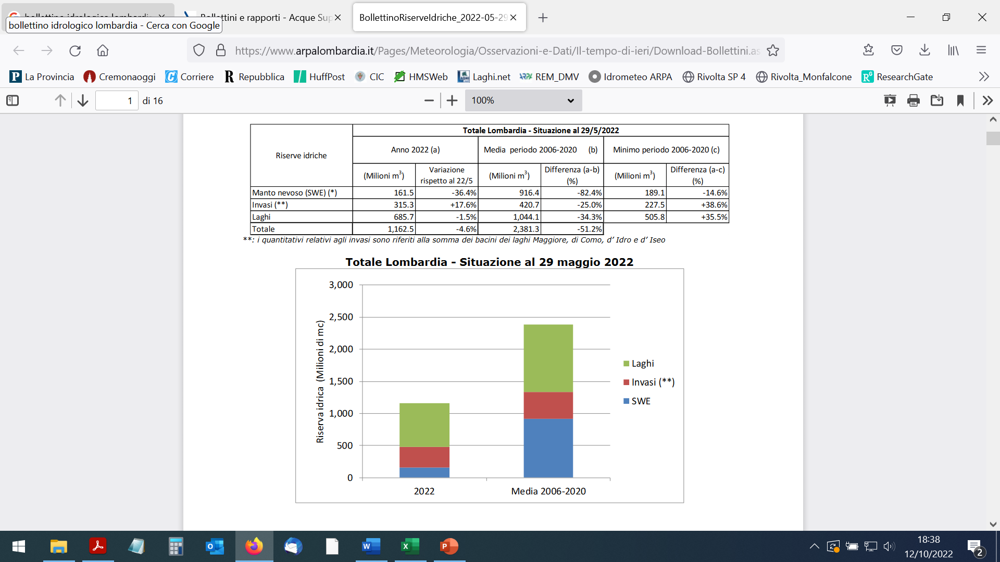 bollettino idrologico lombardia - Cerca con Google
Bollettini e rapporti - Acque Sup
BollettinoRiserveIdriche_2022-05-29
https://www.arpalombardia.it/Pages/Meteorologia/Osservazioni-e-Dati/Il-tempo-di-ieri/Download-Bollettini.as
La Provincia Cremonaoggi Corriere Repubblica HuffPost CIC HMSWeb Laghi.net REM_DMV Idrometeo ARPA Rivolta SP 4 Rivolta_Monfalcone ResearchGate
1 di 16 100%
Totale Lombardia - Situazione al 29/5/2022
Riserve idriche Anno 2022 (a) Media periodo 2006-2020 (b) Minimo periodo 2006-2020 (c)
(Milioni m³) Variazione rispetto al 22/5 (Milioni m³) Differenza (a-b) (%) (Milioni m³) Differenza (a-c) (%)
Manto nevoso (SWE) (*) 161.5 -36.4% 916.4 -82.4% 189.1 -14.6%
Invasi (**) 315.3 +17.6% 420.7 -25.0% 227.5 +38.6%
Laghi 685.7 -1.5% 1,044.1 -34.3% 505.8 +35.5%
Totale 1,162.5 -4.6% 2,381.3 -51.2%
**: i quantitativi relativi agli invasi sono riferiti alla somma dei bacini dei laghi Maggiore, di Como, d' Idro e d' Iseo
Totale Lombardia - Situazione al 29 maggio 2022
Riserva idrica (Milioni di mc)
3,000
2,500
2,000
1,500
1,000
500
0
2022 Media 2006-2020
Laghi
Invasi (**)
SWE
18:38
12/10/2022
2